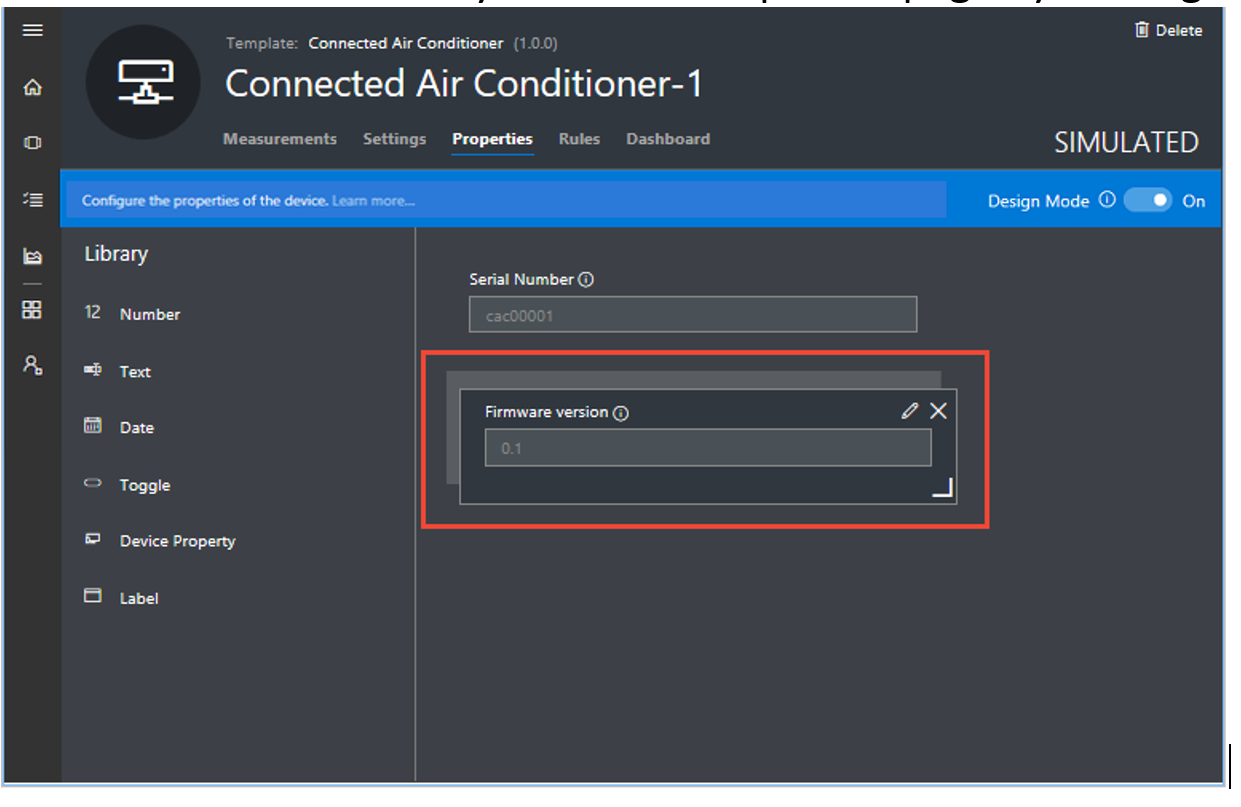 Template: Connected Air Conditioner (1.0.0)
Delete
Connected Air Conditioner-1
Measurements Settings Properties Rules Dashboard
SIMULATED
Configure the properties of the device. Learn more...
Design Mode On
Library
12 Number
Text
Date
Toggle
Device Property
Label
Serial Number
cac00001
Firmware version
0.1